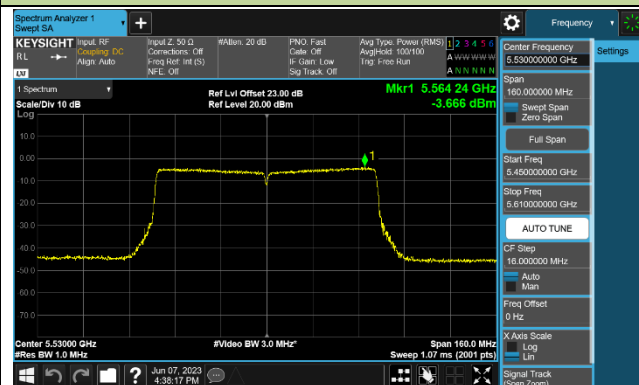 Spectrum Analyzer 1
Swept SA
Frequency
KEYSIGHT
RL
LXI
Input: RF
Coupling: DC
Align: Auto
Input Z: 50 Ω
Corrections: Off
Freq Ref: Int (S)
NFE: Off
#Atten: 20 dB
PNO: Fast
Gate: Off
IF Gain: Low
Sig Track: Off
Avg Type: Power (RMS)
Avg|Hold: 100/100
Trig: Free Run
1 2 3 4 5 6
A W W W W W
A N N N N N
1 Spectrum
Scale/Div 10 dB
Log
Ref Lvl Offset 23.00 dB
Ref Level 20.00 dBm
Mkr1 5.564 24 GHz
-3.666 dBm
10.0
0.00
-10.0
-20.0
-30.0
-40.0
-50.0
-60.0
-70.0
1
Center 5.53000 GHz
#Res BW 1.0 MHz
#Video BW 3.0 MHz*
Span 160.0 MHz
Sweep 1.07 ms (2001 pts)
Jun 07, 2023
4:38:17 PM
Center Frequency
5.530000000 GHz
Settings
Span
160.000000 MHz
Swept Span
Zero Span
Full Span
Start Freq
5.450000000 GHz
Stop Freq
5.610000000 GHz
AUTO TUNE
CF Step
16.000000 MHz
Auto
Man
Freq Offset
0 Hz
X Axis Scale
Log
Lin
Signal Track
(Span Zoom)